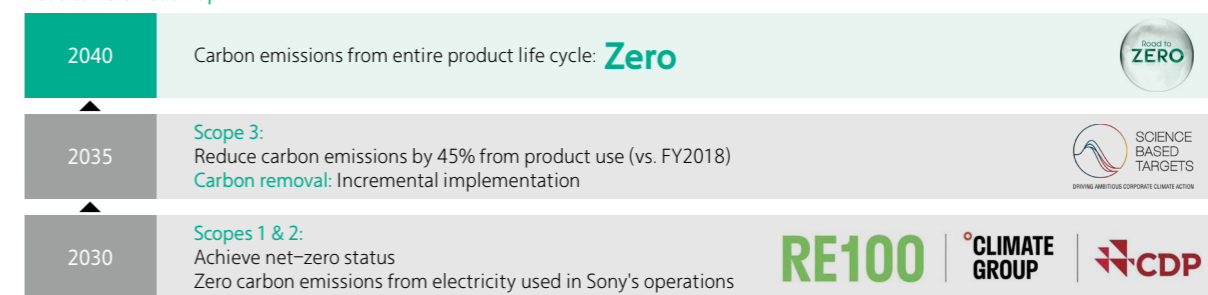 2040
Carbon emissions from entire product life cycle: Zero
Road to
ZERO
2035
Scope 3:
Reduce carbon emissions by 45% from product use (vs. FY2018)
Carbon removal: Incremental implementation
SCIENCE
BASED
TARGETS
DRIVING AMBITIOUS CORPORATE CLIMATE ACTION
2030
Scopes 1 & 2:
Achieve net-zero status
Zero carbon emissions from electricity used in Sony's operations
RE100
°CLIMATE
GROUP
CDP